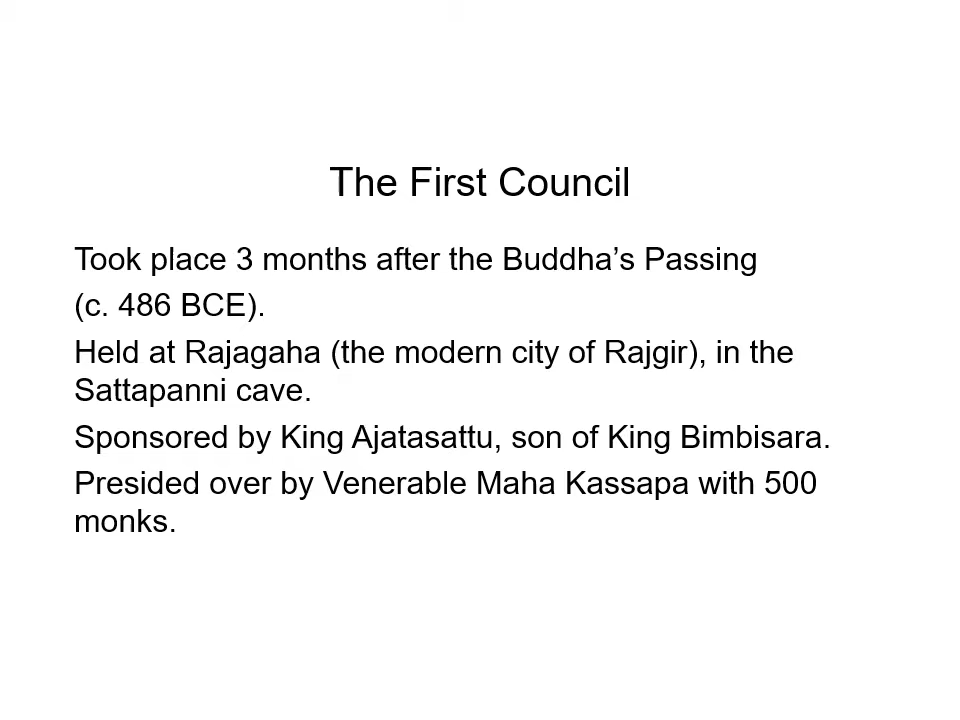 The First Council
Took place 3 months after the Buddha’s Passing
(c. 486 BCE).
Held at Rajagaha (the modern city of Rajgir), in the
Sattapanni cave.
Sponsored by King Ajatasattu, son of King Bimbisara.
Presided over by Venerable Maha Kassapa with 500
monks.